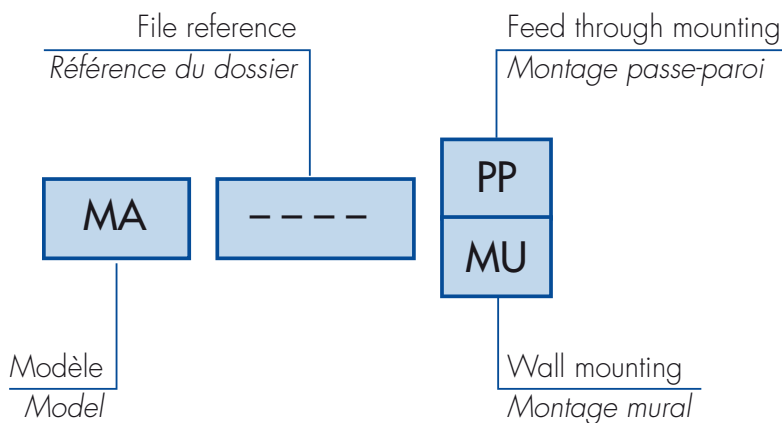 File reference
Référence du dossier
Feed through mounting
Montage passe-paroi
MA
– – – –
PP
MU
Modèle
Model
Wall mounting
Montage mural